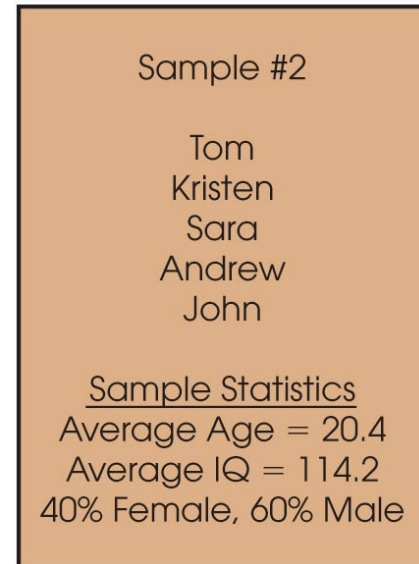 Sample #2
Tom
Kristen
Sara
Andrew
John
Sample Statistics
Average Age = 20.4
Average IQ = 114.2
40% Female, 60% Male